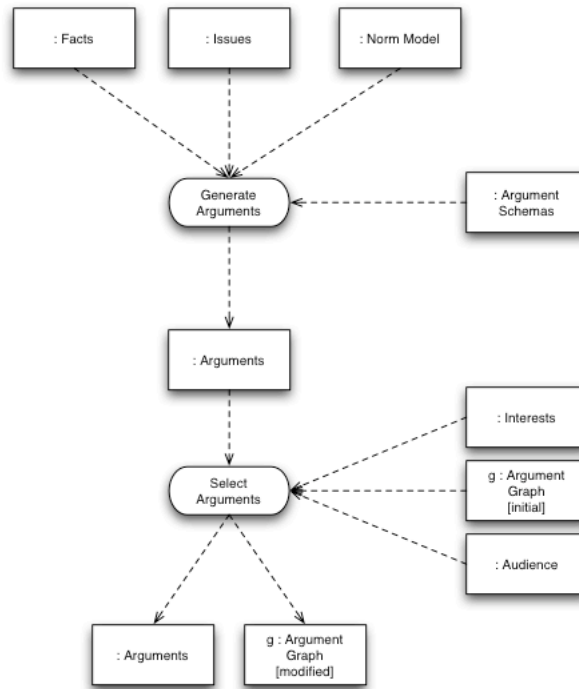 : Facts
: Issues
: Norm Model
Generate
Arguments
: Argument
Schemas
: Arguments
: Interests
Select
Arguments
g : Argument
Graph
[initial]
: Audience
: Arguments
g : Argument
Graph
[modified]